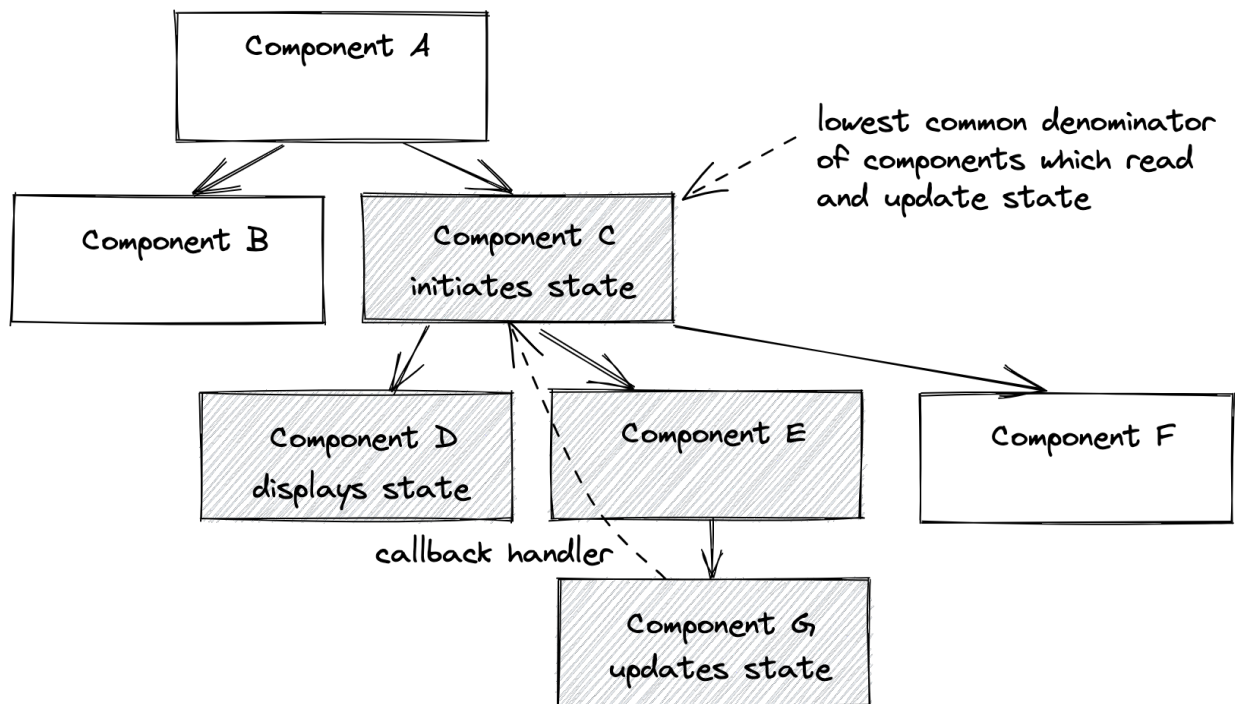 Component A
lowest common denominator
of components which read
and update state
Component B
Component C
initiates state
Component D
displays state
Component E
Component F
callback handler
Component G
updates state